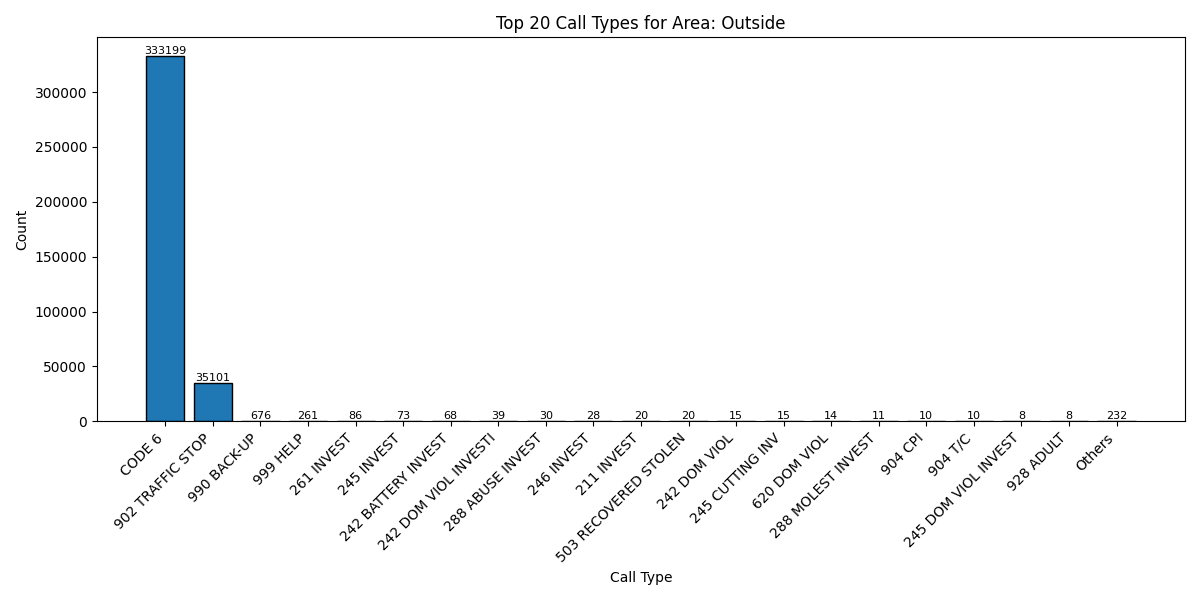 Top 20 Call Types for Area: Outside
Count
300000
250000
200000
150000
100000
50000
0
333199
35101
676
261
86
73
68
39
30
28
20
20
15
15
14
11
10
10
8
8
232
CODE 6
902 TRAFFIC STOP
990 BACK-UP
999 HELP
261 INVEST
245 INVEST
242 BATTERY INVEST
242 DOM VIOL INVESTI
288 ABUSE INVEST
246 INVEST
211 INVEST
503 RECOVERED STOLEN
242 DOM VIOL
245 CUTTING INV
620 DOM VIOL
288 MOLEST INVEST
904 CPI
904 T/C
245 DOM VIOL INVEST
928 ADULT
Others
Call Type